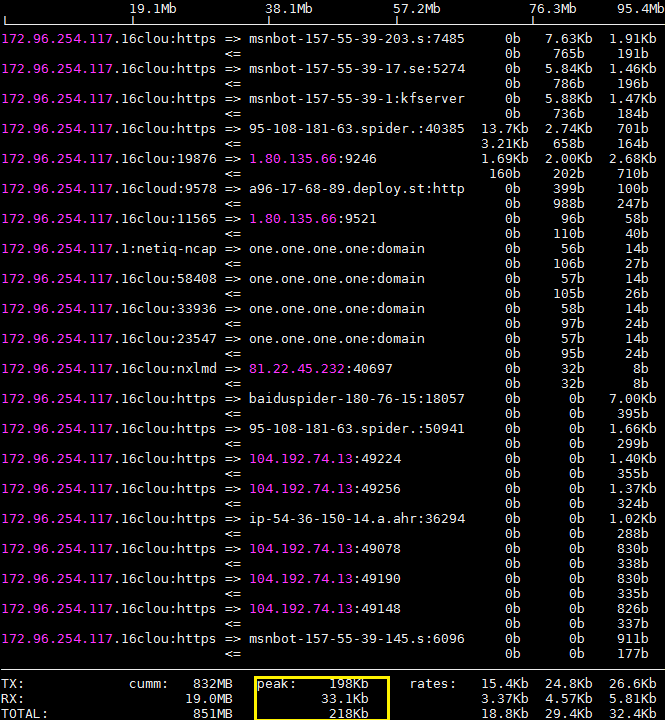 19.1Mb 38.1Mb 57.2Mb 76.3Mb 95.4Mb
172.96.254.117.16clou:https => msnbot-157-55-39-203.s:7485 0b 7.63Kb 1.91Kb
<= 0b 765b 191b
172.96.254.117.16clou:https => msnbot-157-55-39-17.se:5274 0b 5.84Kb 1.46Kb
<= 0b 786b 196b
172.96.254.117.16clou:https => msnbot-157-55-39-1:kfserver 0b 5.88Kb 1.47Kb
<= 0b 736b 184b
172.96.254.117.16clou:https => 95-108-181-63.spider.:40385 13.7Kb 2.74Kb 701b
<= 3.21Kb 658b 164b
172.96.254.117.16clou:19876 => 1.80.135.66:9246 1.69Kb 2.00Kb 2.68Kb
<= 160b 202b 710b
172.96.254.117.16cloud:9578 => a96-17-68-89.deploy.st:http 0b 399b 100b
<= 0b 988b 247b
172.96.254.117.16clou:11565 => 1.80.135.66:9521 0b 96b 58b
<= 0b 110b 40b
172.96.254.117.1:netiq-ncap => one.one.one.one:domain 0b 56b 14b
<= 0b 106b 27b
172.96.254.117.16clou:58408 => one.one.one.one:domain 0b 57b 14b
<= 0b 105b 26b
172.96.254.117.16clou:33936 => one.one.one.one:domain 0b 58b 14b
<= 0b 97b 24b
172.96.254.117.16clou:23547 => one.one.one.one:domain 0b 57b 14b
<= 0b 95b 24b
172.96.254.117.16clou:nxlmd => 81.22.45.232:40697 0b 32b 8b
<= 0b 32b 8b
172.96.254.117.16clou:https => baiduspider-180-76-15:18057 0b 0b 7.00Kb
<= 0b 0b 395b
172.96.254.117.16clou:https => 95-108-181-63.spider.:50941 0b 0b 1.66Kb
<= 0b 0b 299b
172.96.254.117.16clou:https => 104.192.74.13:49224 0b 0b 1.40Kb
<= 0b 0b 355b
172.96.254.117.16clou:https => 104.192.74.13:49256 0b 0b 1.37Kb
<= 0b 0b 324b
172.96.254.117.16clou:https => ip-54-36-150-14.a.ahr:36294 0b 0b 1.02Kb
<= 0b 0b 288b
172.96.254.117.16clou:https => 104.192.74.13:49078 0b 0b 830b
<= 0b 0b 338b
172.96.254.117.16clou:https => 104.192.74.13:49190 0b 0b 830b
<= 0b 0b 335b
172.96.254.117.16clou:https => 104.192.74.13:49148 0b 0b 826b
<= 0b 0b 337b
172.96.254.117.16clou:https => msnbot-157-55-39-145.s:6096 0b 0b 911b
<= 0b 0b 177b
TX: cumm: 832MB peak: 198Kb rates: 15.4Kb 24.8Kb 26.6Kb
RX: 19.0MB 33.1Kb 3.37Kb 4.57Kb 5.81Kb
TOTAL: 851MB 218Kb 18.8Kb 29.4Kb 32.4Kb